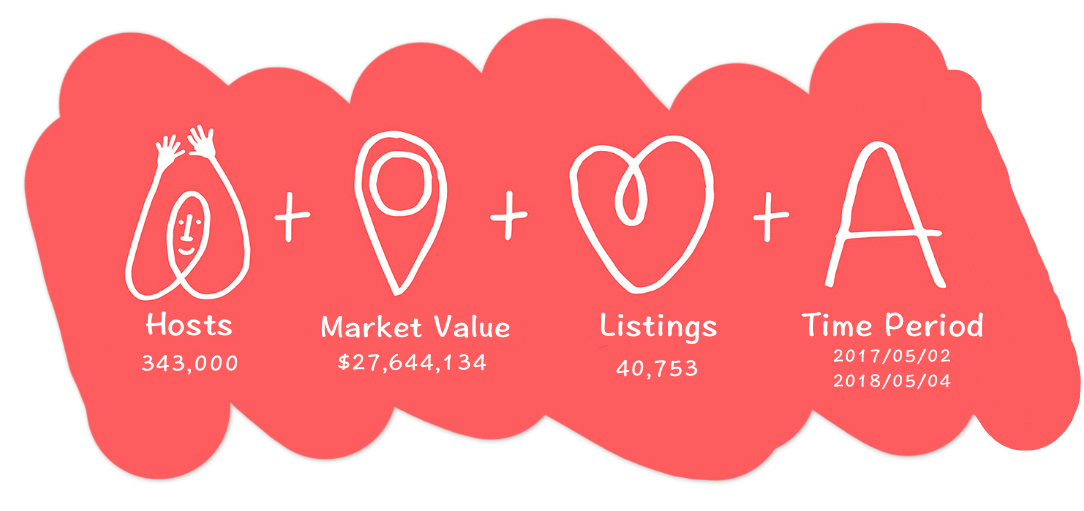 + + +
A
Hosts
343,000
Market Value
$27,644,134
Listings
40,753
Time Period
2017/05/02
2018/05/04